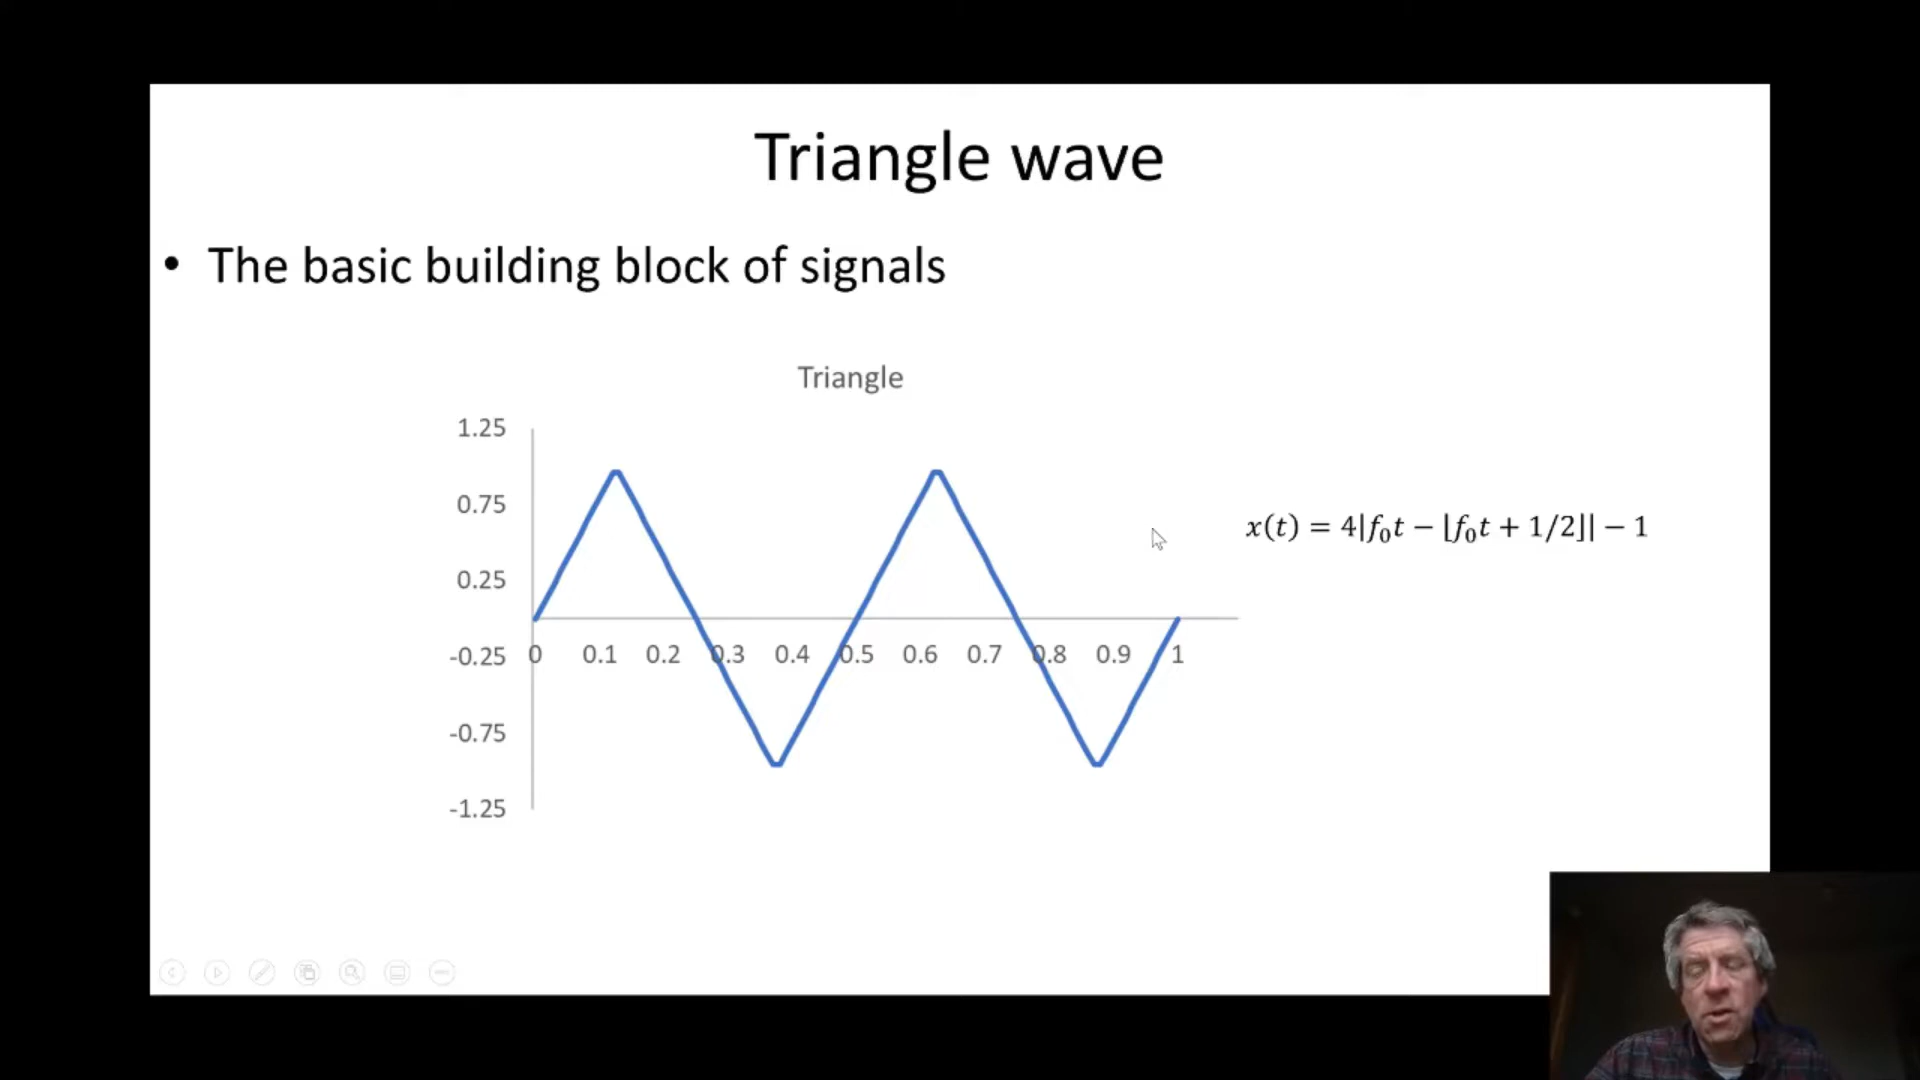 Triangle wave
• The basic building block of signals
Triangle
1.25
0.75
0.25
-0.25
-0.75
-1.25
0 0.1 0.2 0.3 0.4 0.5 0.6 0.7 0.8 0.9 1
x(t) = 4|f₀t − ⌊f₀t + 1/2⌋| − 1